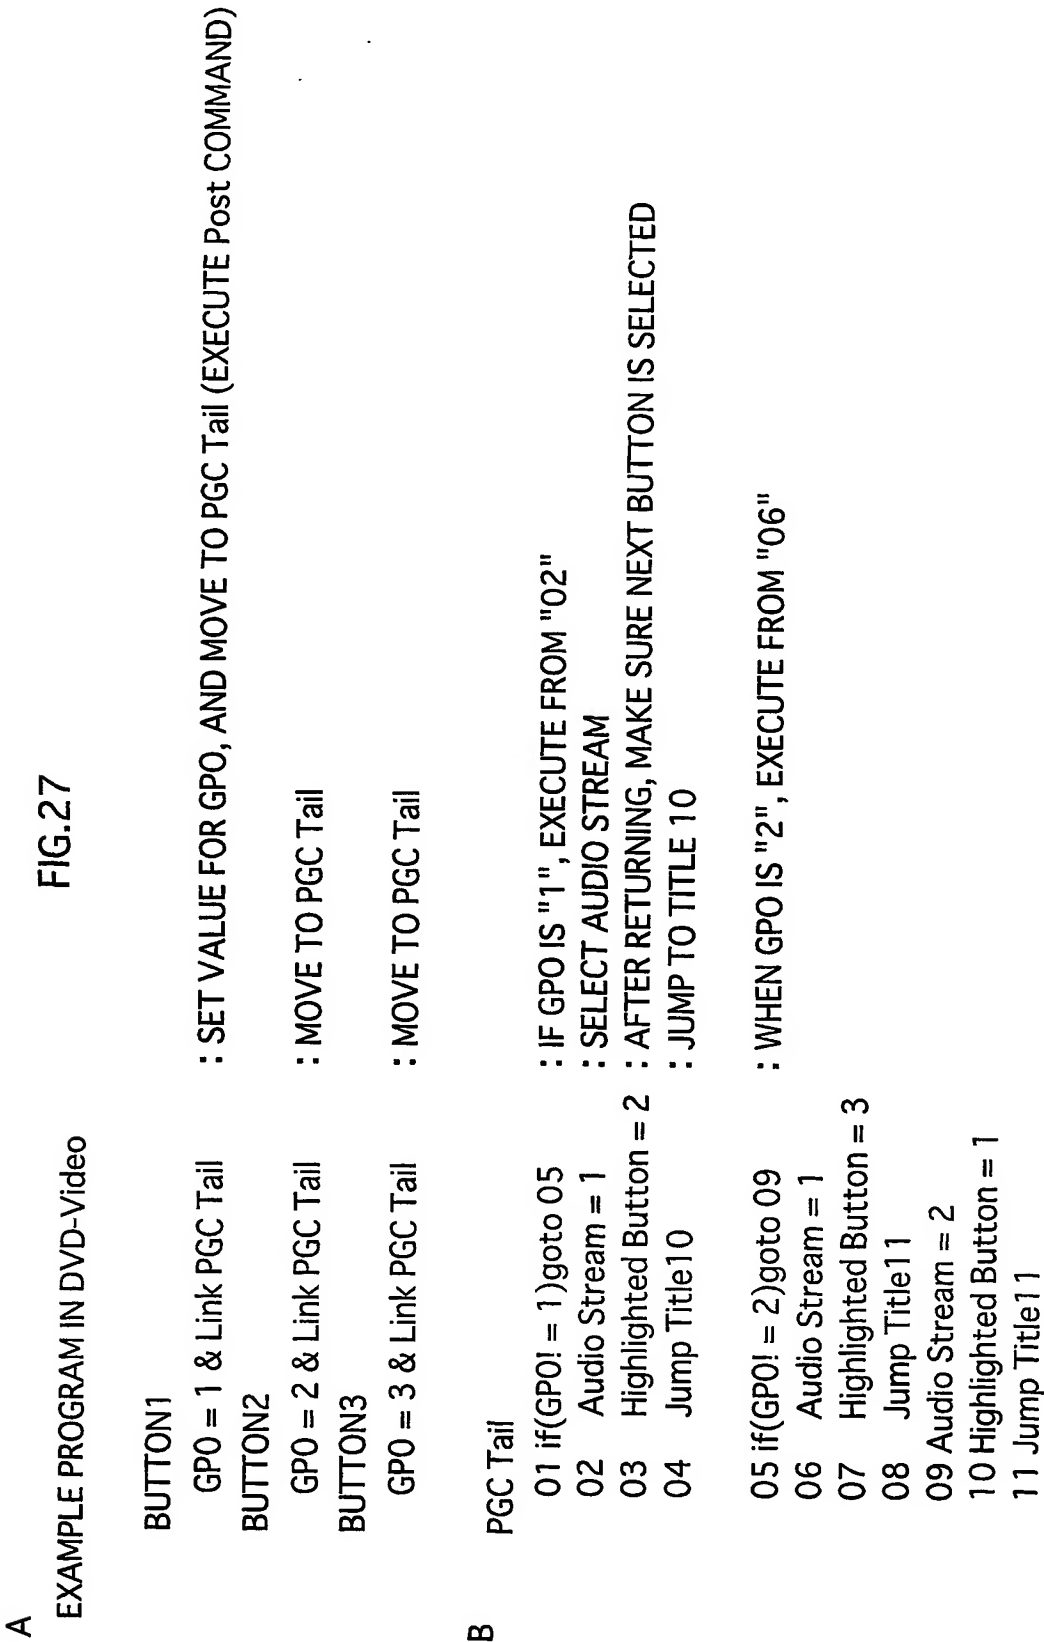 FIG.27
A
EXAMPLE PROGRAM IN DVD-Video
BUTTON1
GPO = 1 & Link PGC Tail : SET VALUE FOR GPO, AND MOVE TO PGC Tail (EXECUTE Post COMMAND)
BUTTON2
GPO = 2 & Link PGC Tail : MOVE TO PGC Tail
BUTTON3
GPO = 3 & Link PGC Tail : MOVE TO PGC Tail
B
PGC Tail
01 if(GPO! = 1)goto 05 : IF GPO IS "1", EXECUTE FROM "02"
02 Audio Stream = 1 : SELECT AUDIO STREAM
03 Highlighted Button = 2 : AFTER RETURNING, MAKE SURE NEXT BUTTON IS SELECTED
04 Jump Title10 : JUMP TO TITLE 10
05 if(GPO! = 2)goto 09 : WHEN GPO IS "2", EXECUTE FROM "06"
06 Audio Stream = 1
07 Highlighted Button = 3
08 Jump Title11
09 Audio Stream = 2
10 Highlighted Button = 1
11 Jump Title11